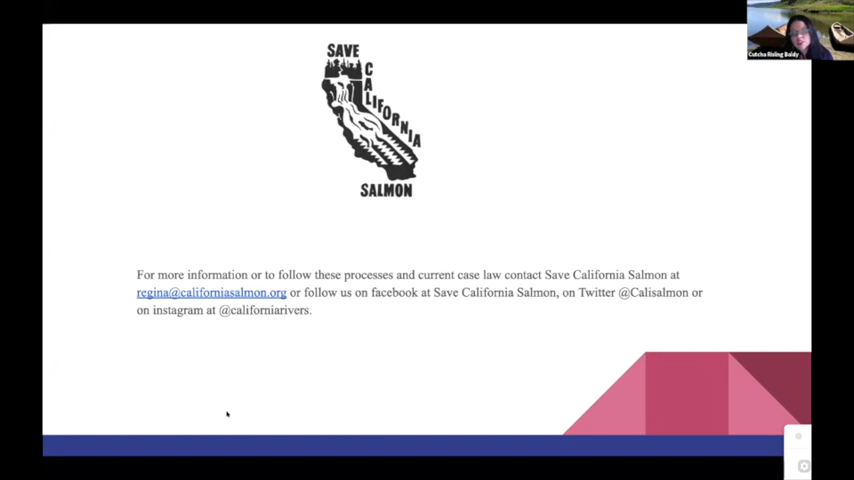 SAVE
CALIFORNIA
SALMON
Cutcha Risling Baldy
For more information or to follow these processes and current case law contact Save California Salmon at
regina@californiasalmon.org or follow us on facebook at Save California Salmon, on Twitter @Calisalmon or
on instagram at @californiarivers.